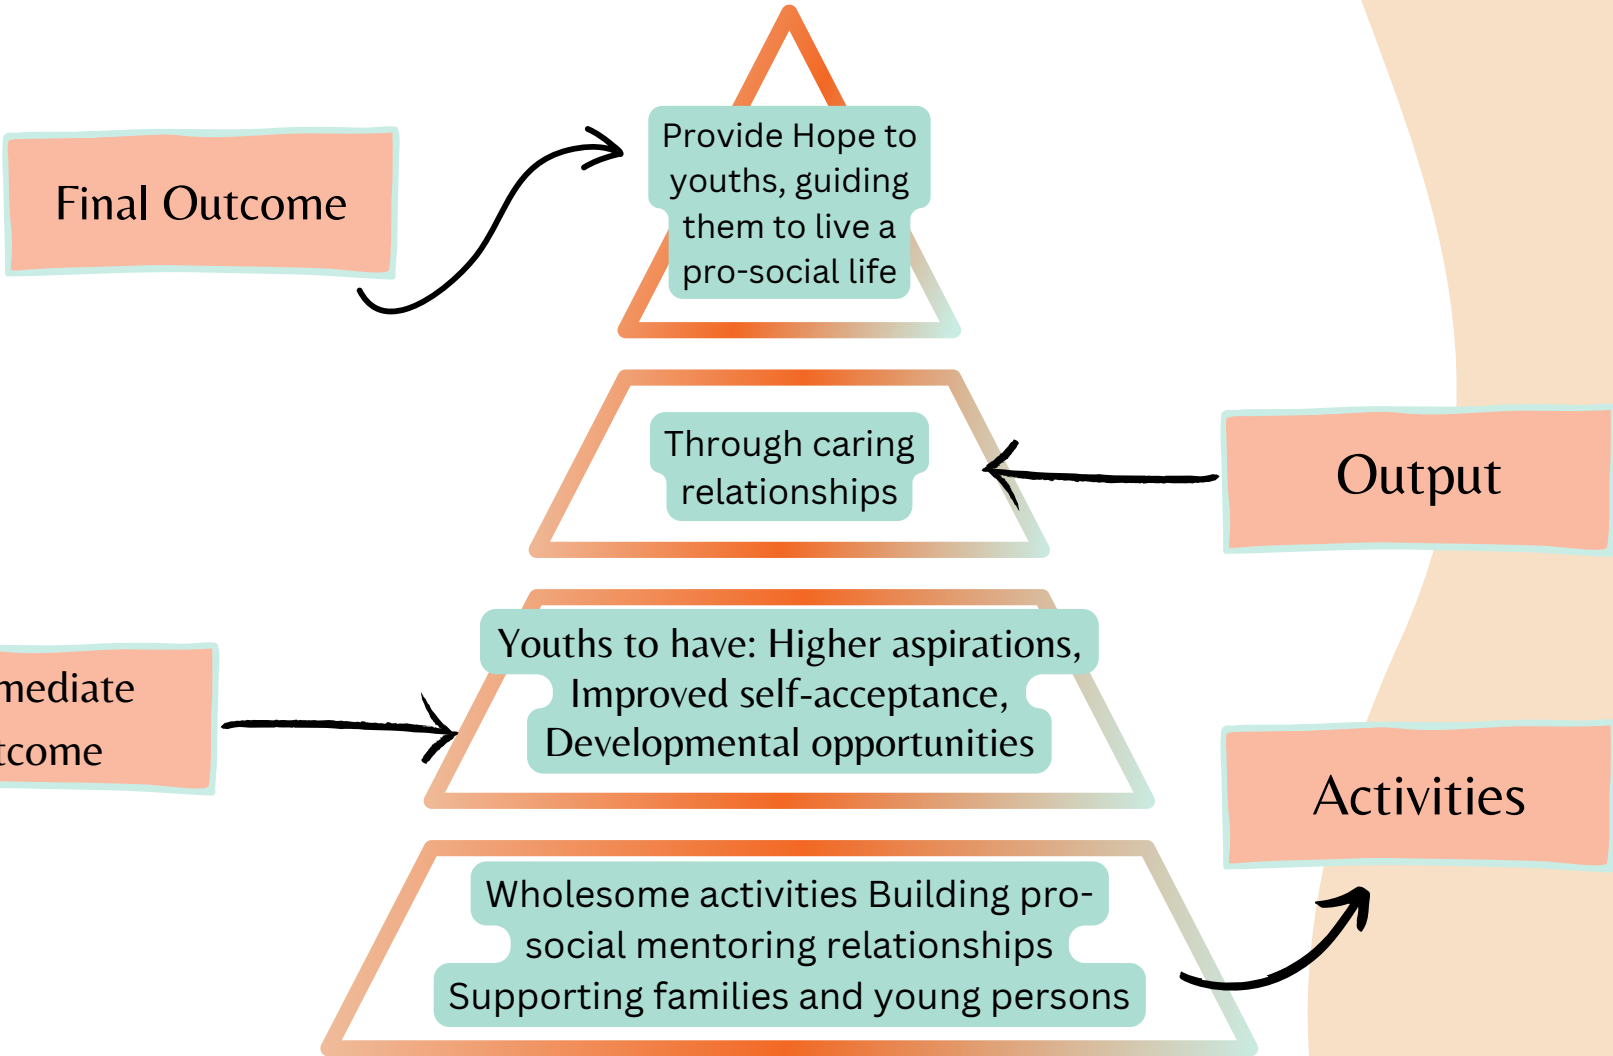 Final Outcome
Provide Hope to
youths, guiding
them to live a
pro-social life
Through caring
relationships
Output
mediate
tcome
Youths to have: Higher aspirations,
Improved self-acceptance,
Developmental opportunities
Activities
Wholesome activities Building pro-
social mentoring relationships
Supporting families and young persons